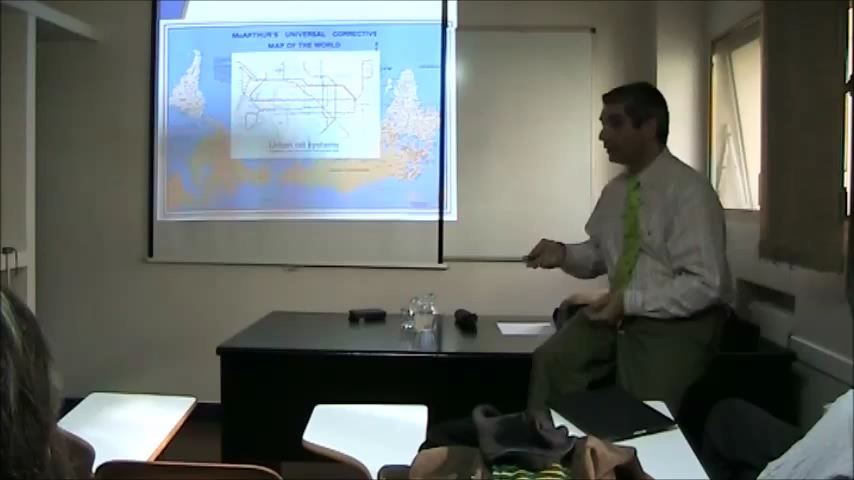 McARTHUR'S UNIVERSAL CORRECTIVE
MAP OF THE WORLD
Urban rail systems